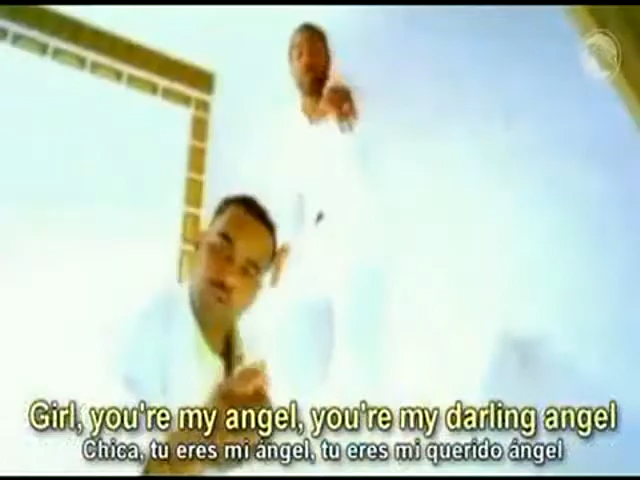 Girl, you're my angel, you're my darling angel
Chica, tu eres mi ángel, tu eres mi querido ángel